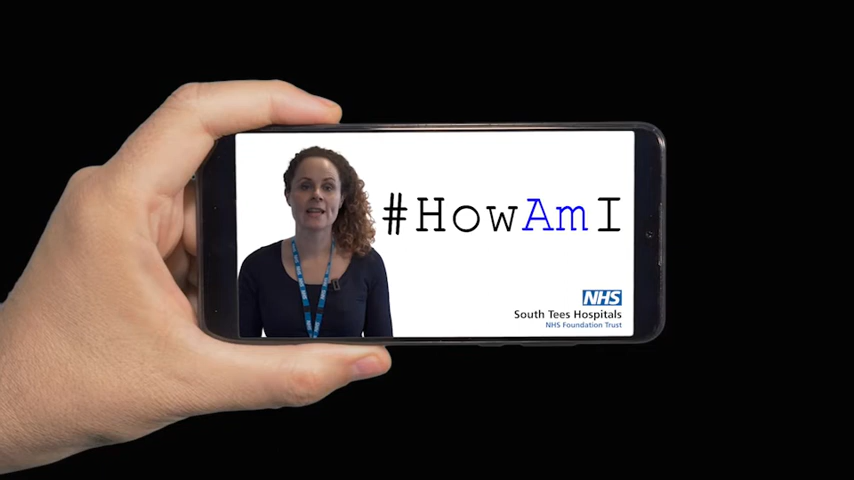 #HowAmI
NHS
South Tees Hospitals
NHS Foundation Trust